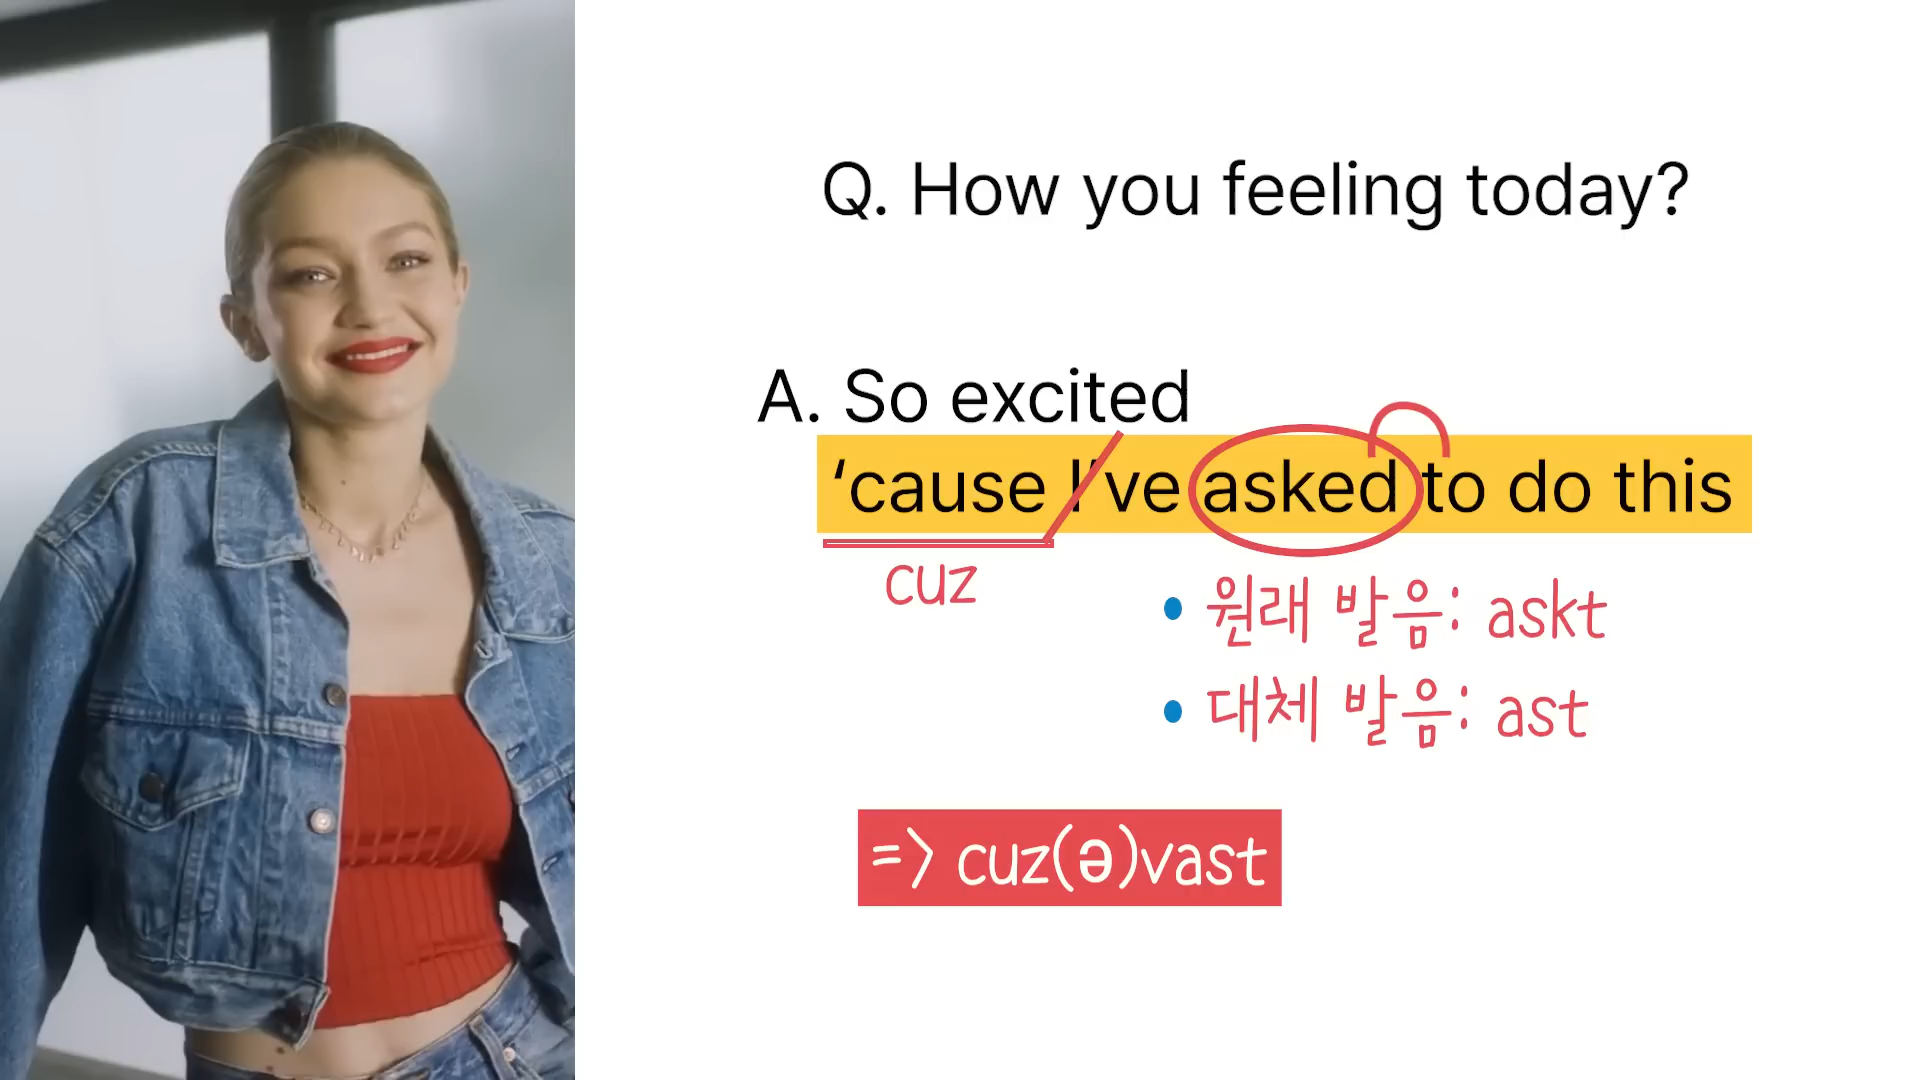 Q. How you feeling today?
A. So excited
‘cause I've asked to do this
cuz
• 원래 발음: askt
• 대체 발음: ast
=> cuz(ə)vast